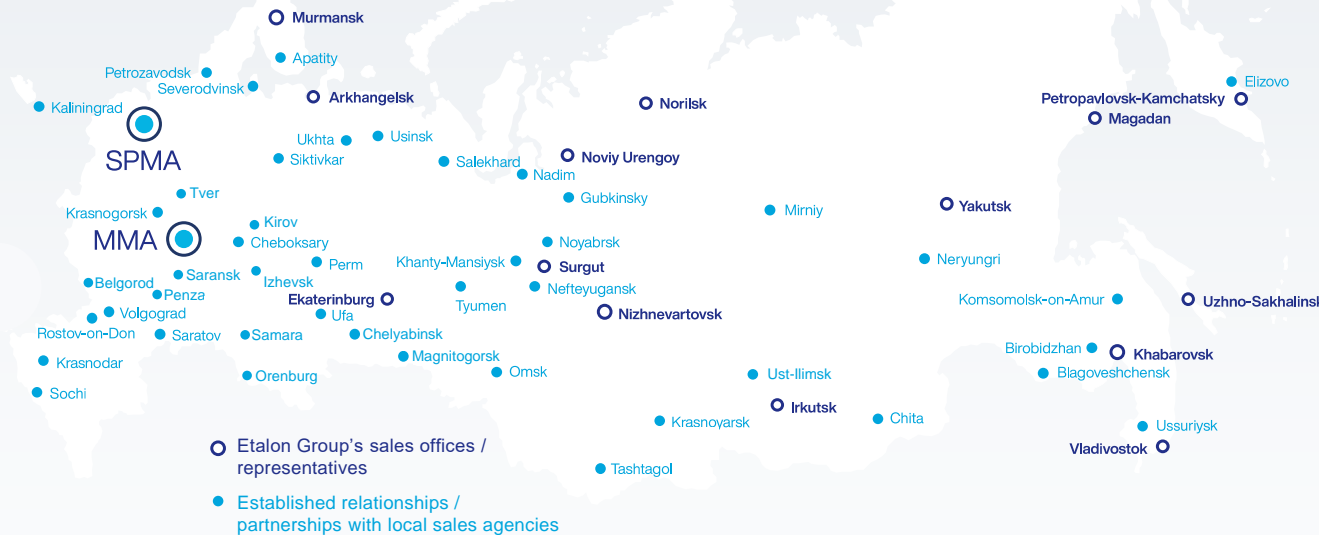 Murmansk
Apatity
Petrozavodsk
Severodvinsk
Elizovo
Kaliningrad
Arkhangelsk
Norilsk
Petropavlovsk-Kamchatsky
Magadan
SPMA
Ukhta
Usinsk
Siktivkar
Salekhard
Noviy Urengoy
Nadim
Tver
Gubkinsky
Krasnogorsk
Mirniy
Yakutsk
Kirov
MMA
Cheboksary
Noyabrsk
Perm
Khanty-Mansiysk
Surgut
Neryungri
Belgorod
Saransk
Izhevsk
Penza
Ekaterinburg
Tyumen
Nefteyugansk
Komsomolsk-on-Amur
Uzhno-Sakhalinsk
Volgograd
Ufa
Nizhnevartovsk
Rostov-on-Don
Saratov
Samara
Chelyabinsk
Birobidzhan
Khabarovsk
Krasnodar
Magnitogorsk
Orenburg
Omsk
Ust-Ilimsk
Blagoveshchensk
Sochi
Irkutsk
Krasnoyarsk
Chita
Ussuriysk
Vladivostok
Tashtagol
Etalon Group’s sales offices /
representatives
Established relationships /
partnerships with local sales agencies